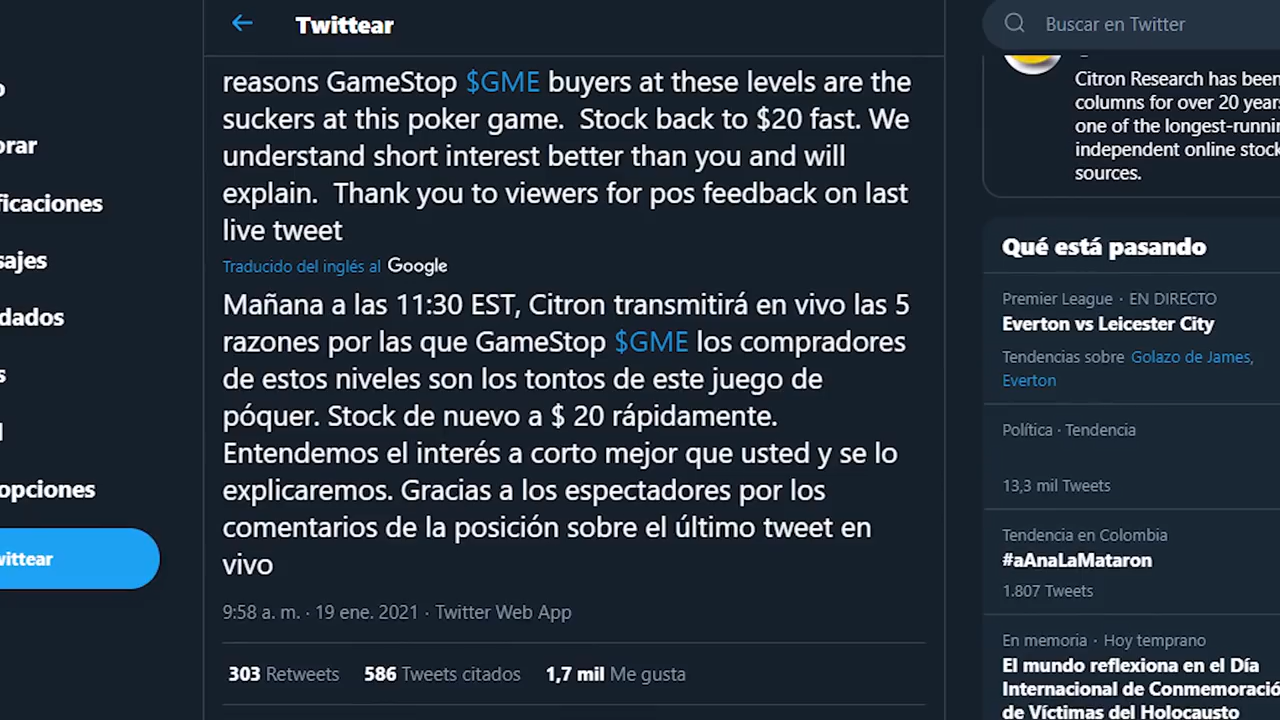 Twittear
reasons GameStop $GME buyers at these levels are the
suckers at this poker game.  Stock back to $20 fast. We
understand short interest better than you and will
explain.  Thank you to viewers for pos feedback on last
live tweet
Traducido del inglés al Google
Mañana a las 11:30 EST, Citron transmitirá en vivo las 5
razones por las que GameStop $GME los compradores
de estos niveles son los tontos de este juego de
póquer. Stock de nuevo a $ 20 rápidamente.
Entendemos el interés a corto mejor que usted y se lo
explicaremos. Gracias a los espectadores por los
comentarios de la posición sobre el último tweet en
vivo
9:58 a. m. · 19 ene. 2021 · Twitter Web App
303 Retweets 586 Tweets citados 1,7 mil Me gusta
o
orar
ficaciones
sajes
dados
s
l
opciones
wittear
Buscar en Twitter
Citron Research has been
columns for over 20 years
one of the longest-runnin
independent online stock
sources.
Qué está pasando
Premier League · EN DIRECTO
Everton vs Leicester City
Tendencias sobre Golazo de James,
Everton
Política · Tendencia
13,3 mil Tweets
Tendencia en Colombia
#aAnaLaMataron
1.807 Tweets
En memoria · Hoy temprano
El mundo reflexiona en el Día
Internacional de Conmemoració
de Víctimas del Holocausto